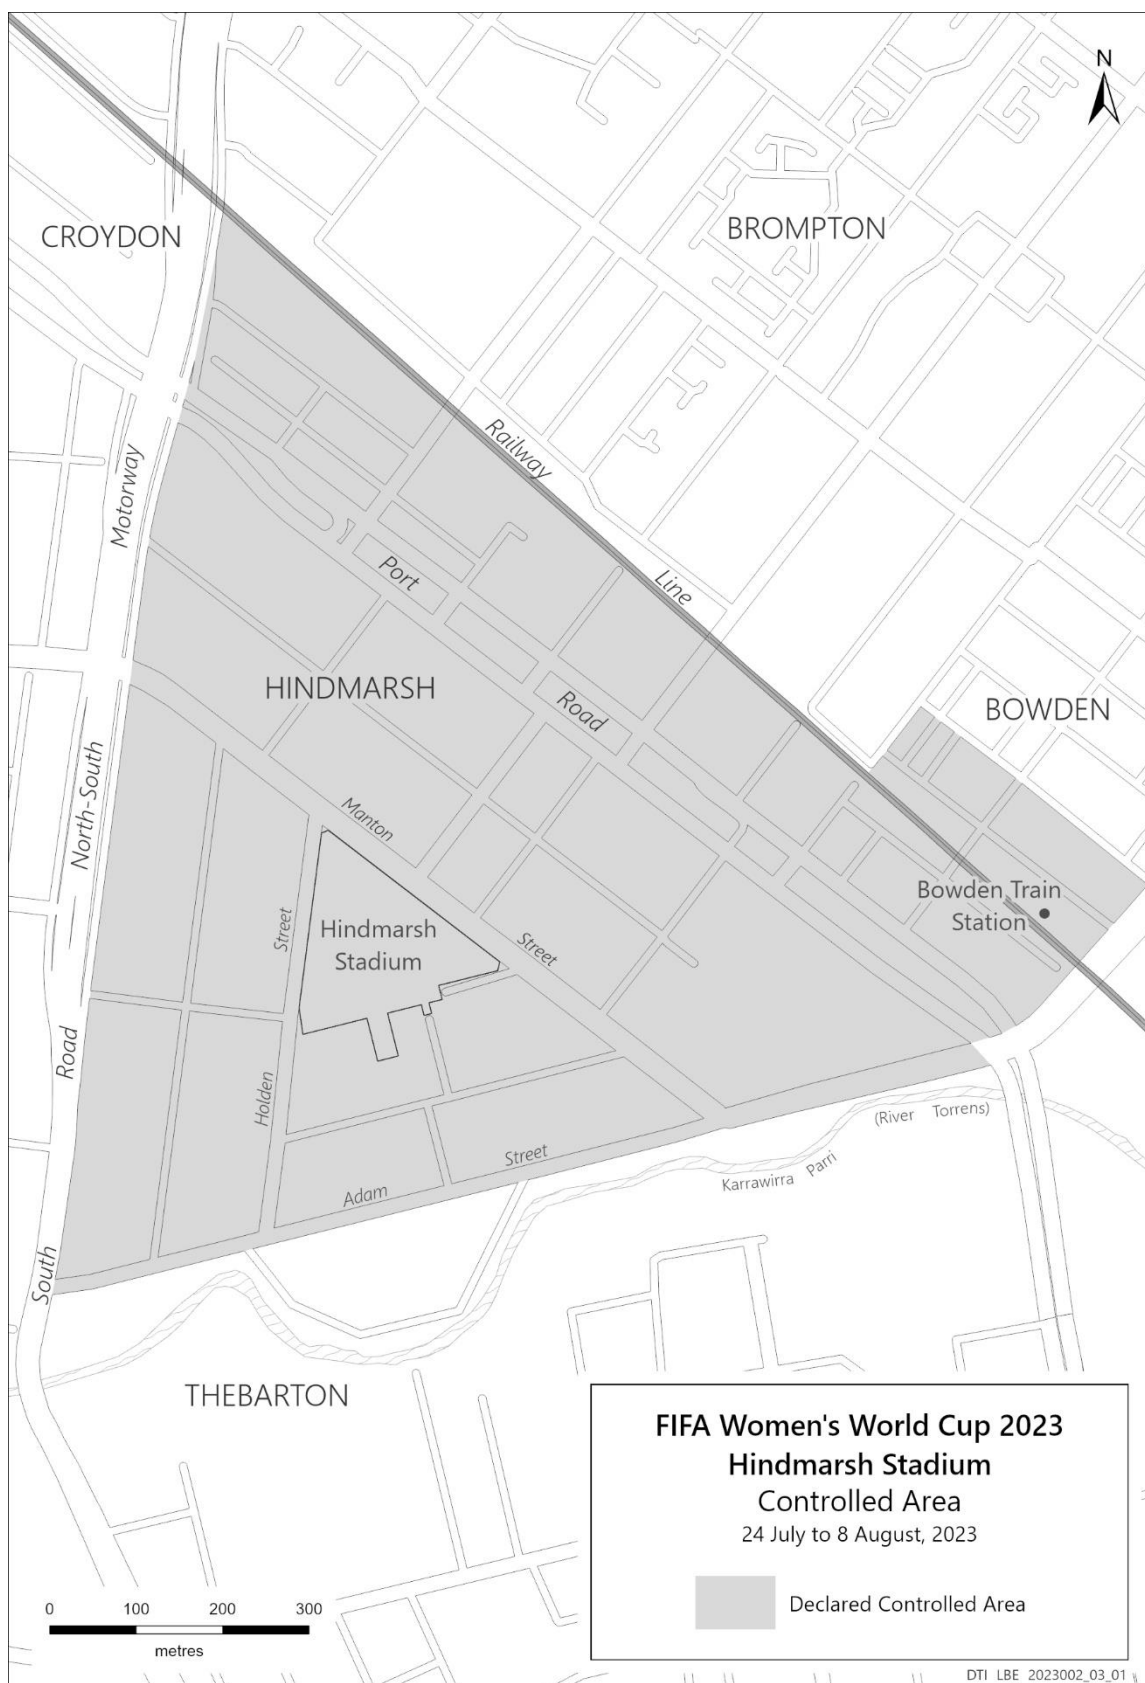 N
CROYDON
BROMPTON
Railway
Line
Motorway
Port
Road
HINDMARSH
BOWDEN
North-South
Manton
Street
Bowden Train
Station
Hindmarsh
Stadium
Street
Holden
Road
(River Torrens)
Karrawirra Parri
Adam
Street
South
THEBARTON
FIFA Women's World Cup 2023
Hindmarsh Stadium
Controlled Area
24 July to 8 August, 2023
Declared Controlled Area
0 100 200 300
metres
DTI LBE 2023002_03_01